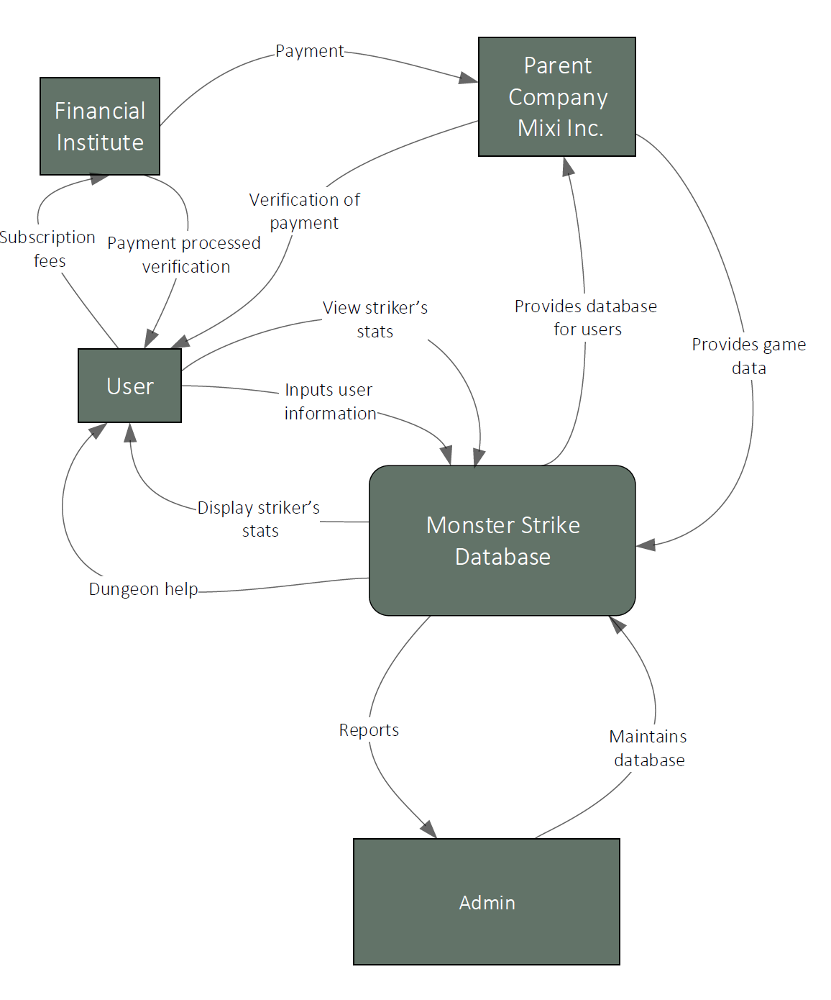 Payment
Parent
Company
Mixi Inc.
Financial
Institute
Verification of
payment
Subscription
fees
Payment processed
verification
View striker’s
stats
Provides database
for users
Provides game
data
User
Inputs user
information
Display striker’s
stats
Monster Strike
Database
Dungeon help
Reports
Maintains
database
Admin